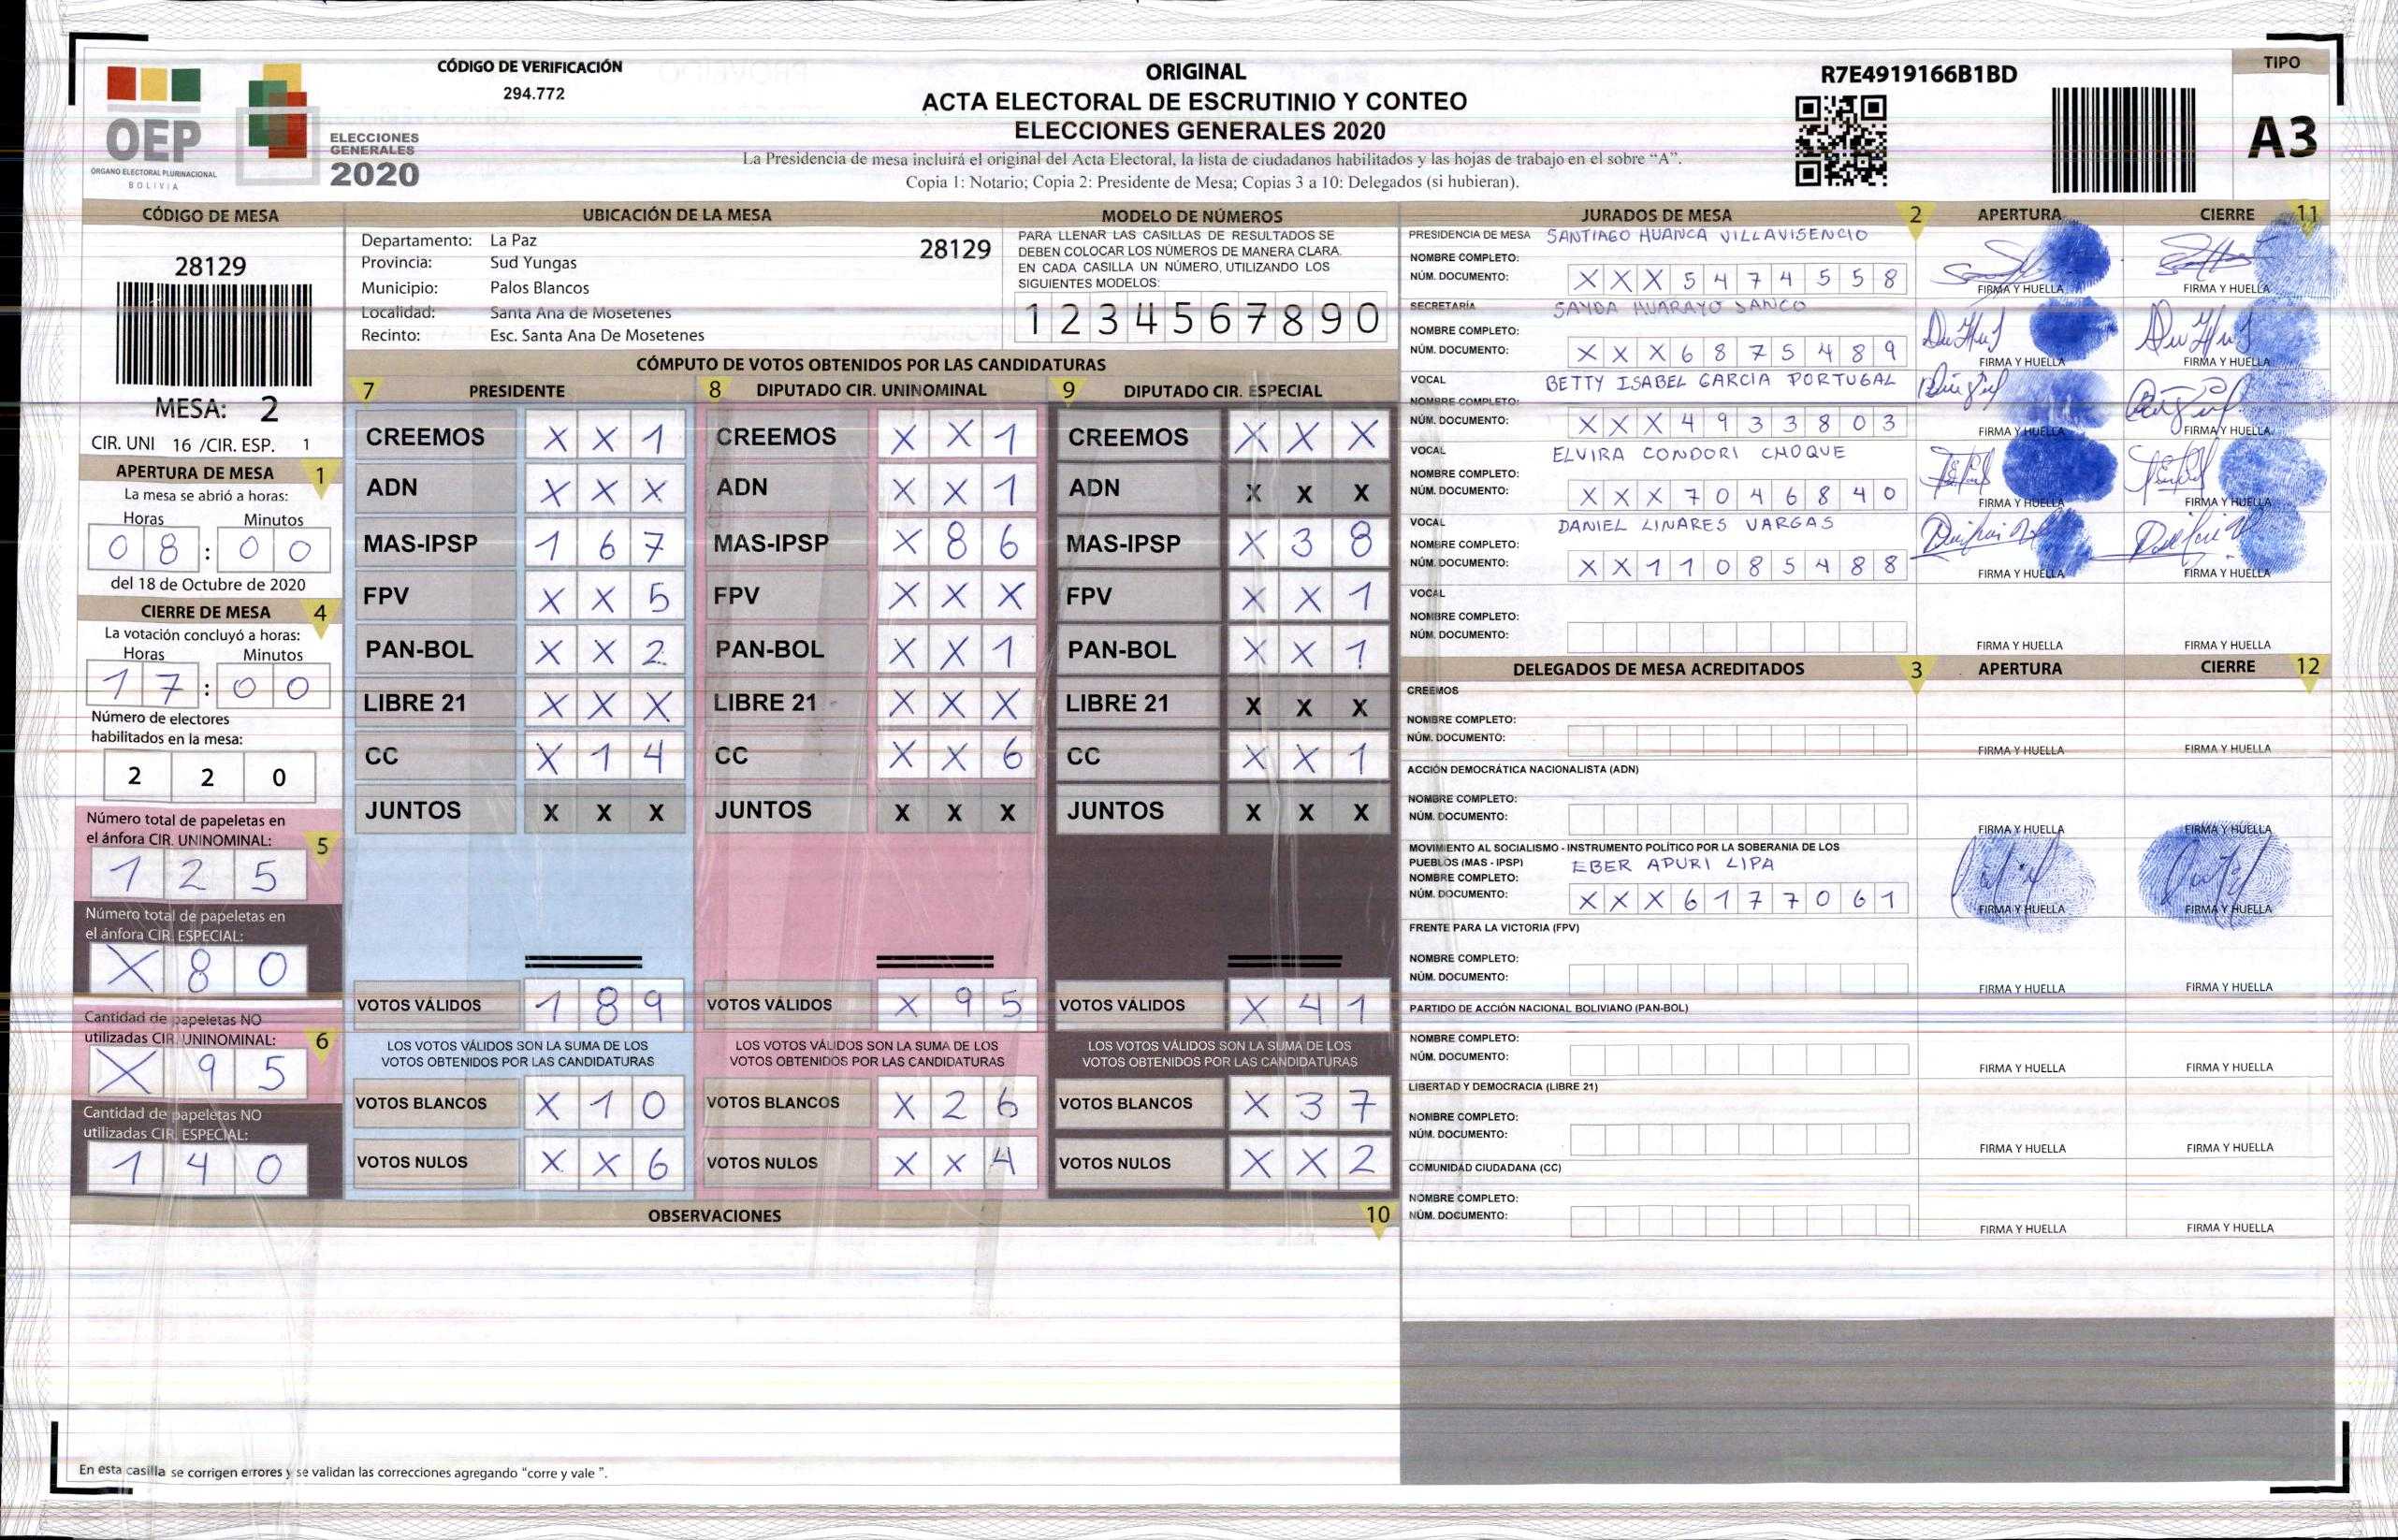 CÓDIGO DE VERIFICACIÓN
294.772
OEP
ÓRGANO ELECTORAL PLURINACIONAL
BOLIVIA
ELECCIONES
GENERALES
2020
ORIGINAL
ACTA ELECTORAL DE ESCRUTINIO Y CONTEO
ELECCIONES GENERALES 2020
La Presidencia de mesa incluirá el original del Acta Electoral, la lista de ciudadanos habilitados y las hojas de trabajo en el sobre “A”.
Copia 1: Notario; Copia 2: Presidente de Mesa; Copias 3 a 10: Delegados (si hubieran).
R7E4919166B1BD
TIPO
A3
CÓDIGO DE MESA
28129
MESA: 2
CIR. UNI 16 /CIR. ESP. 1
APERTURA DE MESA 1
La mesa se abrió a horas:
Horas Minutos
0 8 : 0 0
del 18 de Octubre de 2020
CIERRE DE MESA 4
La votación concluyó a horas:
Horas Minutos
1 7 : 0 0
Número de electores
habilitados en la mesa:
2 2 0
Número total de papeletas en
el ánfora CIR. UNINOMINAL: 5
1 2 5
Número total de papeletas en
el ánfora CIR. ESPECIAL:
X 8 0
Cantidad de papeletas NO
utilizadas CIR. UNINOMINAL: 6
X 9 5
Cantidad de papeletas NO
utilizadas CIR. ESPECIAL:
1 4 0
UBICACIÓN DE LA MESA
Departamento: La Paz 28129
Provincia: Sud Yungas
Municipio: Palos Blancos
Localidad: Santa Ana de Mosetenes
Recinto: Esc. Santa Ana De Mosetenes
MODELO DE NÚMEROS
PARA LLENAR LAS CASILLAS DE RESULTADOS SE
DEBEN COLOCAR LOS NÚMEROS DE MANERA CLARA.
EN CADA CASILLA UN NÚMERO, UTILIZANDO LOS
SIGUIENTES MODELOS:
1 2 3 4 5 6 7 8 9 0
CÓMPUTO DE VOTOS OBTENIDOS POR LAS CANDIDATURAS
7 PRESIDENTE
CREEMOS X X 1
ADN X X X
MAS-IPSP 1 6 7
FPV X X 5
PAN-BOL X X 2
LIBRE 21 X X X
CC X 1 4
JUNTOS X X X
VOTOS VÁLIDOS 1 8 9
LOS VOTOS VÁLIDOS SON LA SUMA DE LOS
VOTOS OBTENIDOS POR LAS CANDIDATURAS
VOTOS BLANCOS X 1 0
VOTOS NULOS X X 6
8 DIPUTADO CIR. UNINOMINAL
CREEMOS X X 1
ADN X X 1
MAS-IPSP X 8 6
FPV X X X
PAN-BOL X X 1
LIBRE 21 X X X
CC X X 6
JUNTOS X X X
VOTOS VÁLIDOS X 9 5
LOS VOTOS VÁLIDOS SON LA SUMA DE LOS
VOTOS OBTENIDOS POR LAS CANDIDATURAS
VOTOS BLANCOS X 2 6
VOTOS NULOS X X 4
9 DIPUTADO CIR. ESPECIAL
CREEMOS X X X
ADN X X X
MAS-IPSP X 3 8
FPV X X 1
PAN-BOL X X 1
LIBRE 21 X X X
CC X X 1
JUNTOS X X X
VOTOS VÁLIDOS X 4 1
LOS VOTOS VÁLIDOS SON LA SUMA DE LOS
VOTOS OBTENIDOS POR LAS CANDIDATURAS
VOTOS BLANCOS X 3 7
VOTOS NULOS X X 2
OBSERVACIONES 10
En esta casilla se corrigen errores y se validan las correcciones agregando “corre y vale ”.
JURADOS DE MESA 2 APERTURA CIERRE 11
PRESIDENCIA DE MESA SANTIAGO HUANCA VILLAVISENCIO
NOMBRE COMPLETO:
NÚM. DOCUMENTO: X X X 5 4 7 4 5 5 8
FIRMA Y HUELLA FIRMA Y HUELLA
SECRETARÍA SAYDA HUARAYO SANCO
NOMBRE COMPLETO:
NÚM. DOCUMENTO: X X X 6 8 7 5 4 8 9
FIRMA Y HUELLA FIRMA Y HUELLA
VOCAL BETTY ISABEL GARCIA PORTUGAL
NOMBRE COMPLETO:
NÚM. DOCUMENTO: X X X 4 9 3 3 8 0 3
FIRMA Y HUELLA FIRMA Y HUELLA
VOCAL ELVIRA CONDORI CHOQUE
NOMBRE COMPLETO:
NÚM. DOCUMENTO: X X X 7 0 4 6 8 4 0
FIRMA Y HUELLA FIRMA Y HUELLA
VOCAL DANIEL LINARES VARGAS
NOMBRE COMPLETO:
NÚM. DOCUMENTO: X X 1 1 0 8 5 4 8 8
FIRMA Y HUELLA FIRMA Y HUELLA
VOCAL
NOMBRE COMPLETO:
NÚM. DOCUMENTO:
FIRMA Y HUELLA FIRMA Y HUELLA
DELEGADOS DE MESA ACREDITADOS 3 APERTURA CIERRE 12
CREEMOS
NOMBRE COMPLETO:
NÚM. DOCUMENTO:
FIRMA Y HUELLA FIRMA Y HUELLA
ACCIÓN DEMOCRÁTICA NACIONALISTA (ADN)
NOMBRE COMPLETO:
NÚM. DOCUMENTO:
FIRMA Y HUELLA FIRMA Y HUELLA
MOVIMIENTO AL SOCIALISMO - INSTRUMENTO POLÍTICO POR LA SOBERANIA DE LOS
PUEBLOS (MAS - IPSP) EBER APURI LIPA
NOMBRE COMPLETO:
NÚM. DOCUMENTO: X X X 6 1 7 7 0 6 1
FIRMA Y HUELLA FIRMA Y HUELLA
FRENTE PARA LA VICTORIA (FPV)
NOMBRE COMPLETO:
NÚM. DOCUMENTO:
FIRMA Y HUELLA FIRMA Y HUELLA
PARTIDO DE ACCIÓN NACIONAL BOLIVIANO (PAN-BOL)
NOMBRE COMPLETO:
NÚM. DOCUMENTO:
FIRMA Y HUELLA FIRMA Y HUELLA
LIBERTAD Y DEMOCRACIA (LIBRE 21)
NOMBRE COMPLETO:
NÚM. DOCUMENTO:
FIRMA Y HUELLA FIRMA Y HUELLA
COMUNIDAD CIUDADANA (CC)
NOMBRE COMPLETO:
NÚM. DOCUMENTO:
FIRMA Y HUELLA FIRMA Y HUELLA